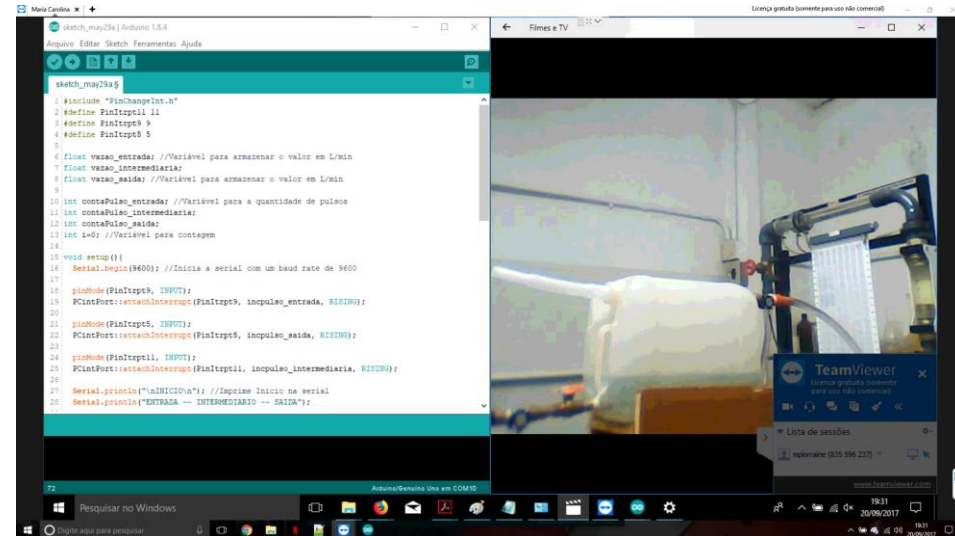 Maria Carolina × +
Licença gratuita (somente para uso não comercial)
sketch_may29a | Arduino 1.8.4
Arquivo Editar Sketch Ferramentas Ajuda
sketch_may29a §
1 #include "PinChangeInt.h"
2 #define PinItrpt11 11
3 #define PinItrpt9 9
4 #define PinItrpt5 5
5
6 float vazao_entrada; //Variável para armazenar o valor em L/min
7 float vazao_intermediaria;
8 float vazao_saida; //Variável para armazenar o valor em L/min
9
10 int contaPulso_entrada; //Variável para a quantidade de pulsos
11 int contaPulso_intermediaria;
12 int contaPulso_saida;
13 int i=0; //Variável para contagem
14
15 void setup(){
16 Serial.begin(9600); //Inicia a serial com um baud rate de 9600
17
18 pinMode(PinItrpt9, INPUT);
19 PCintPort::attachInterrupt(PinItrpt9, incpulso_entrada, RISING);
20
21 pinMode(PinItrpt5, INPUT);
22 PCintPort::attachInterrupt(PinItrpt5, incpulso_saida, RISING);
23
24 pinMode(PinItrpt11, INPUT);
25 PCintPort::attachInterrupt(PinItrpt11, incpulso_intermediaria, RISING);
26
27 Serial.println("\nINICIO\n"); //Imprime Inicio na serial
28 Serial.println("ENTRADA -- INTERMEDIARIO -- SAIDA");
72
Arduino/Genuino Uno em COM10
Filmes e TV
TeamViewer
Licença gratuita (somente
para uso não comercial)
Lista de sessões
(835 596 237)
www.teamviewer.com
Pesquisar no Windows
19:31
20/09/2017
Digite aqui para pesquisar
19:31
20/09/2017